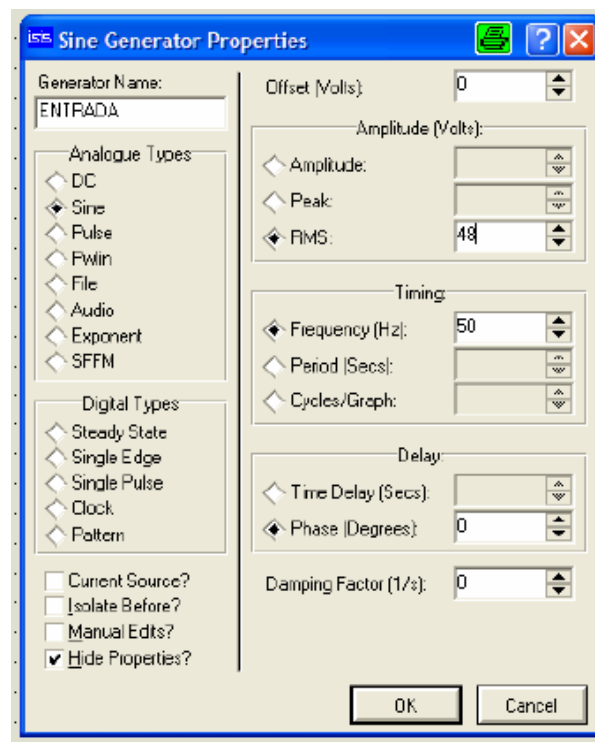 isis Sine Generator Properties
Generator Name:
ENTRADA
Analogue Types
DC
Sine
Pulse
Pwlin
File
Audio
Exponent
SFFM
Digital Types
Steady State
Single Edge
Single Pulse
Clock
Pattern
Current Source?
Isolate Before?
Manual Edits?
Hide Properties?
Offset (Volts):
0
Amplitude (Volts):
Amplitude:
Peak:
RMS:
48
Timing:
Frequency (Hz):
50
Period (Secs):
Cycles/Graph:
Delay:
Time Delay (Secs):
Phase (Degrees):
0
Damping Factor (1/s):
0
OK
Cancel